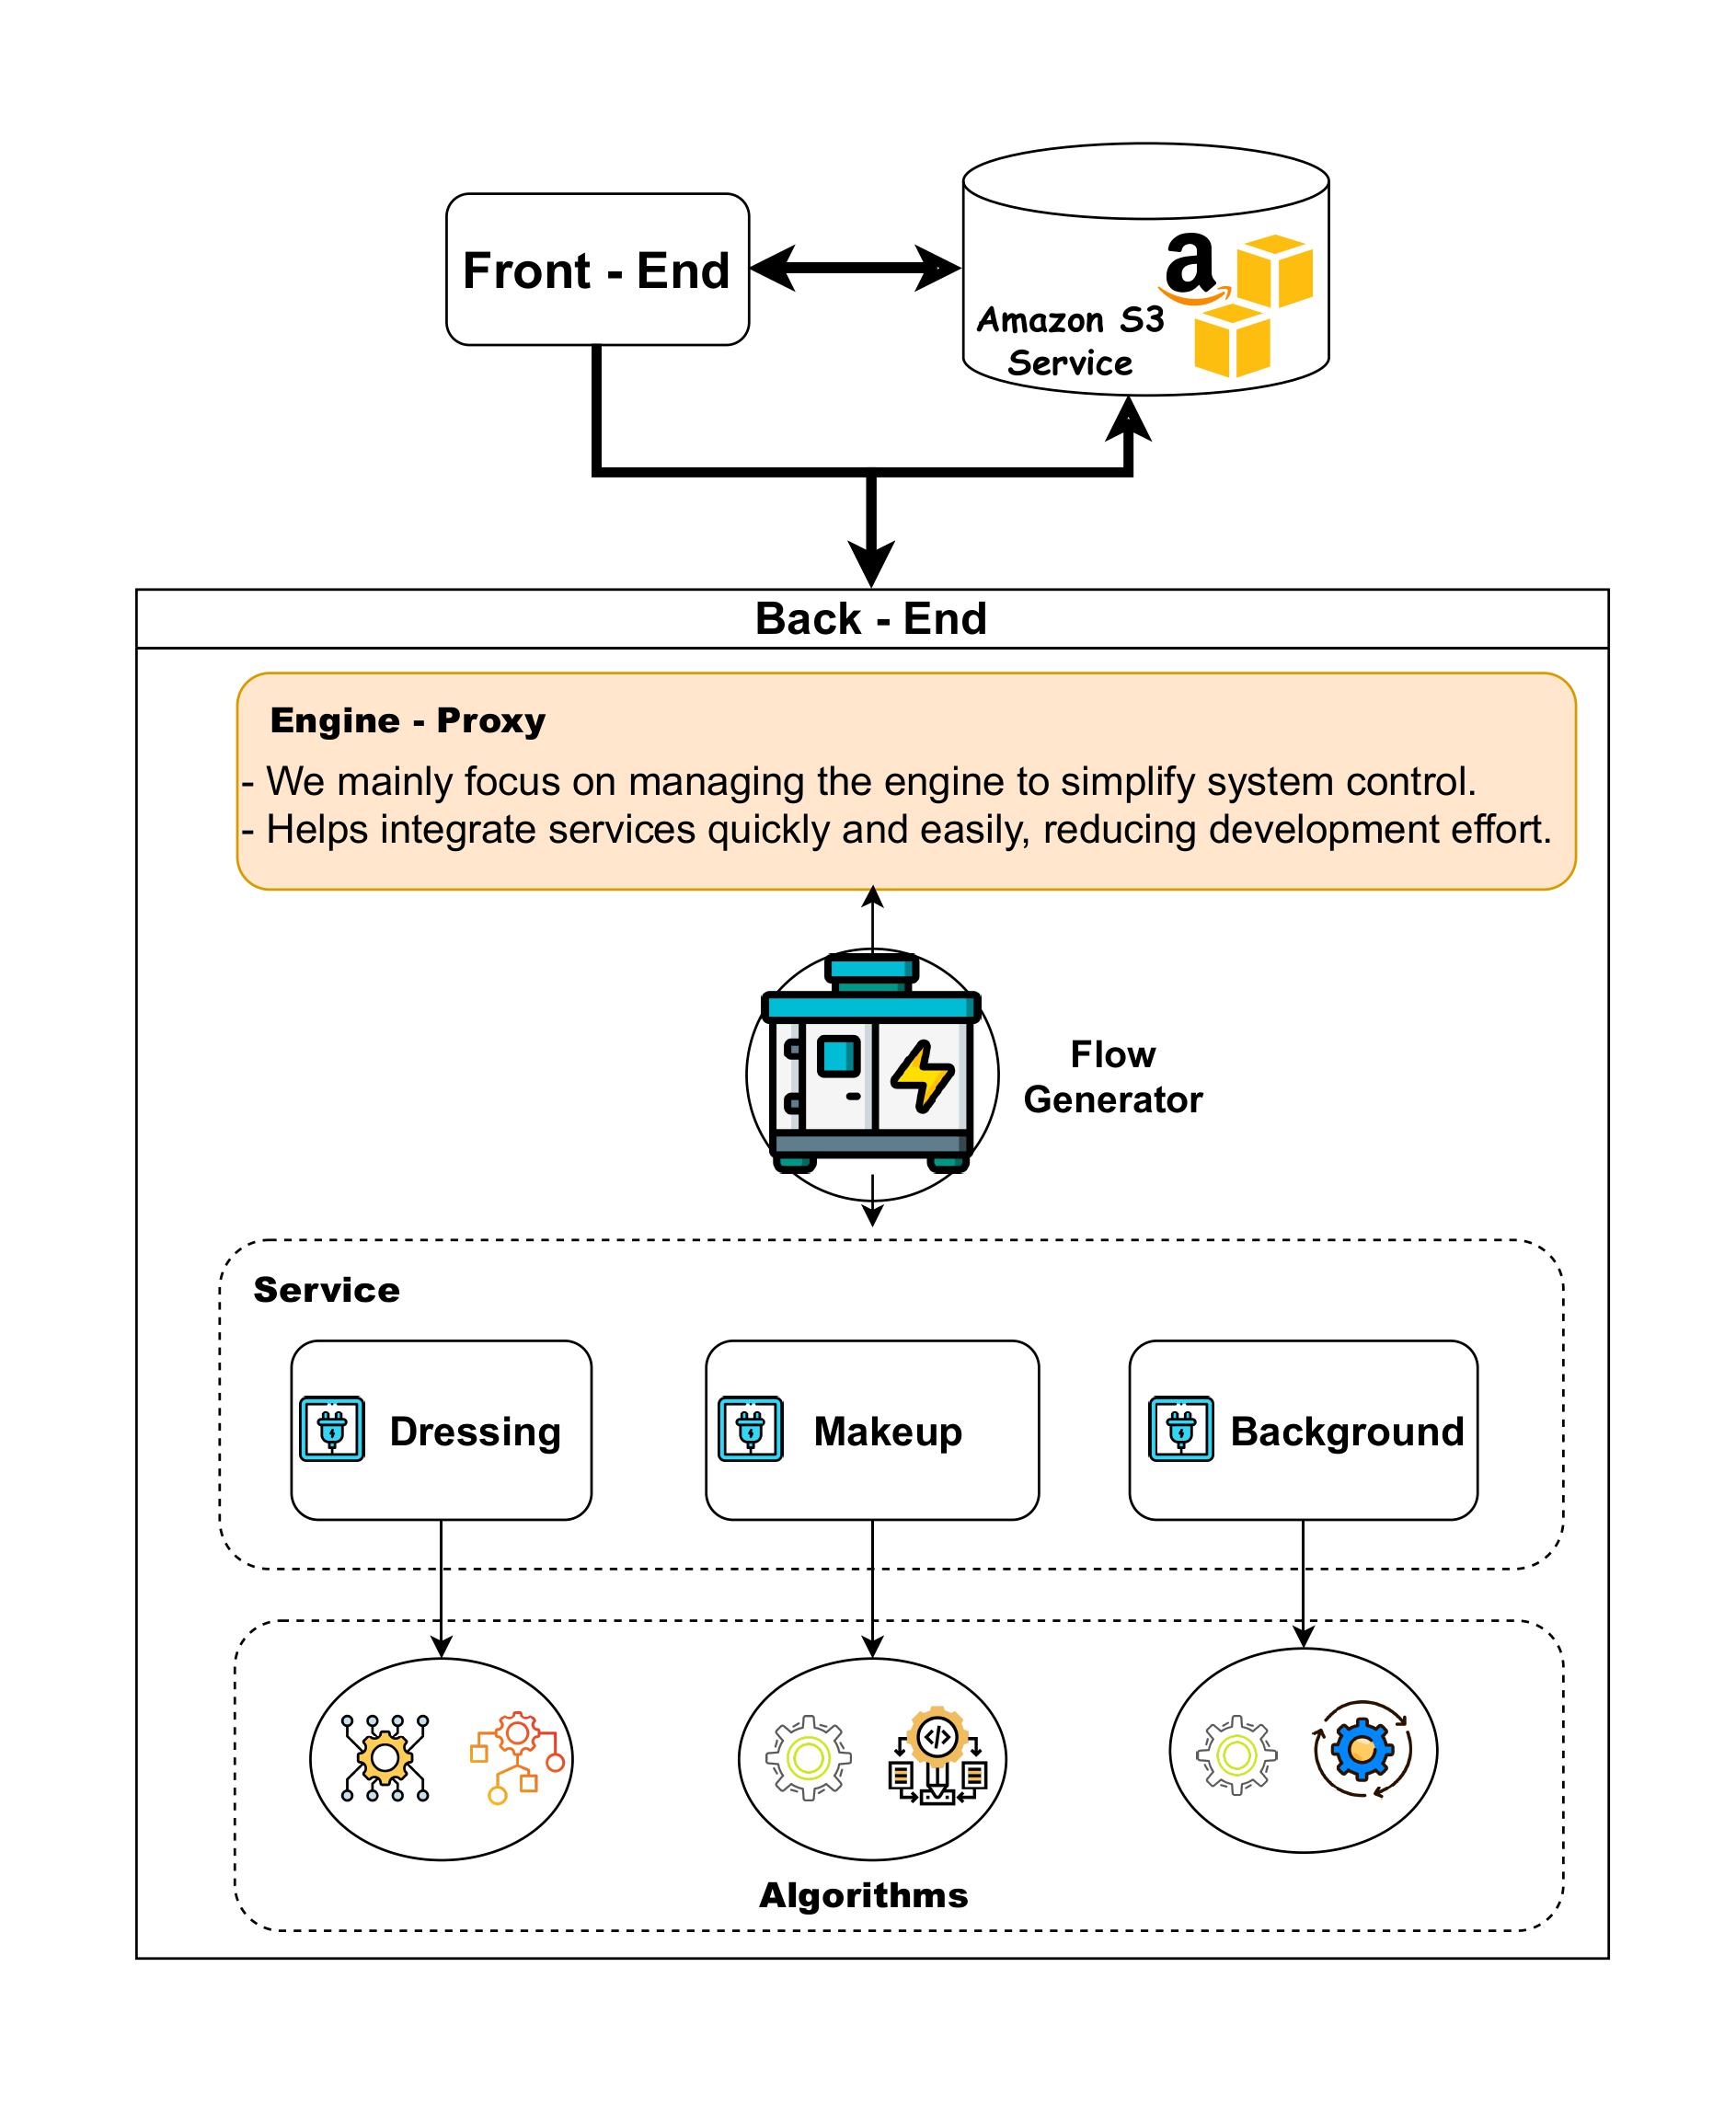 Front - End
Amazon S3
Service
Back - End
Engine - Proxy
- We mainly focus on managing the engine to simplify system control.
- Helps integrate services quickly and easily, reducing development effort.
Flow
Generator
Service
Dressing
Makeup
Background
Algorithms